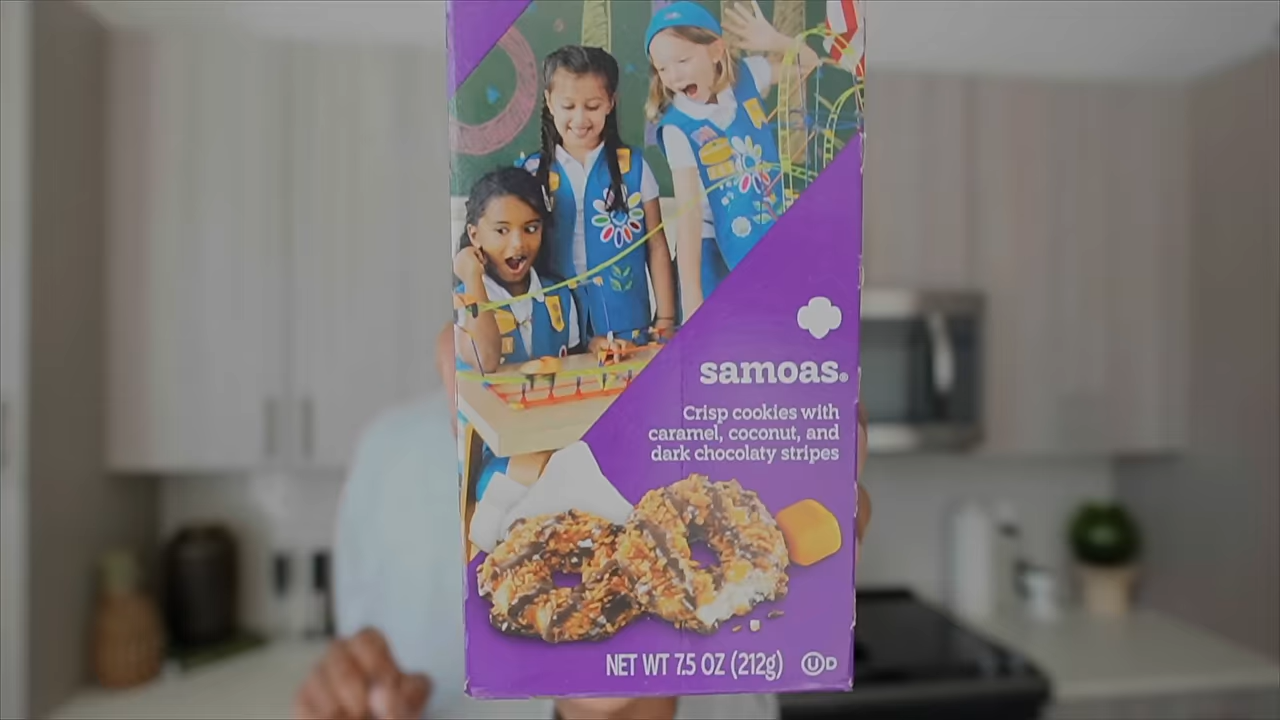 samoas®
Crisp cookies with
caramel, coconut, and
dark chocolaty stripes
NET WT 7.5 OZ (212g) Ⓤ D